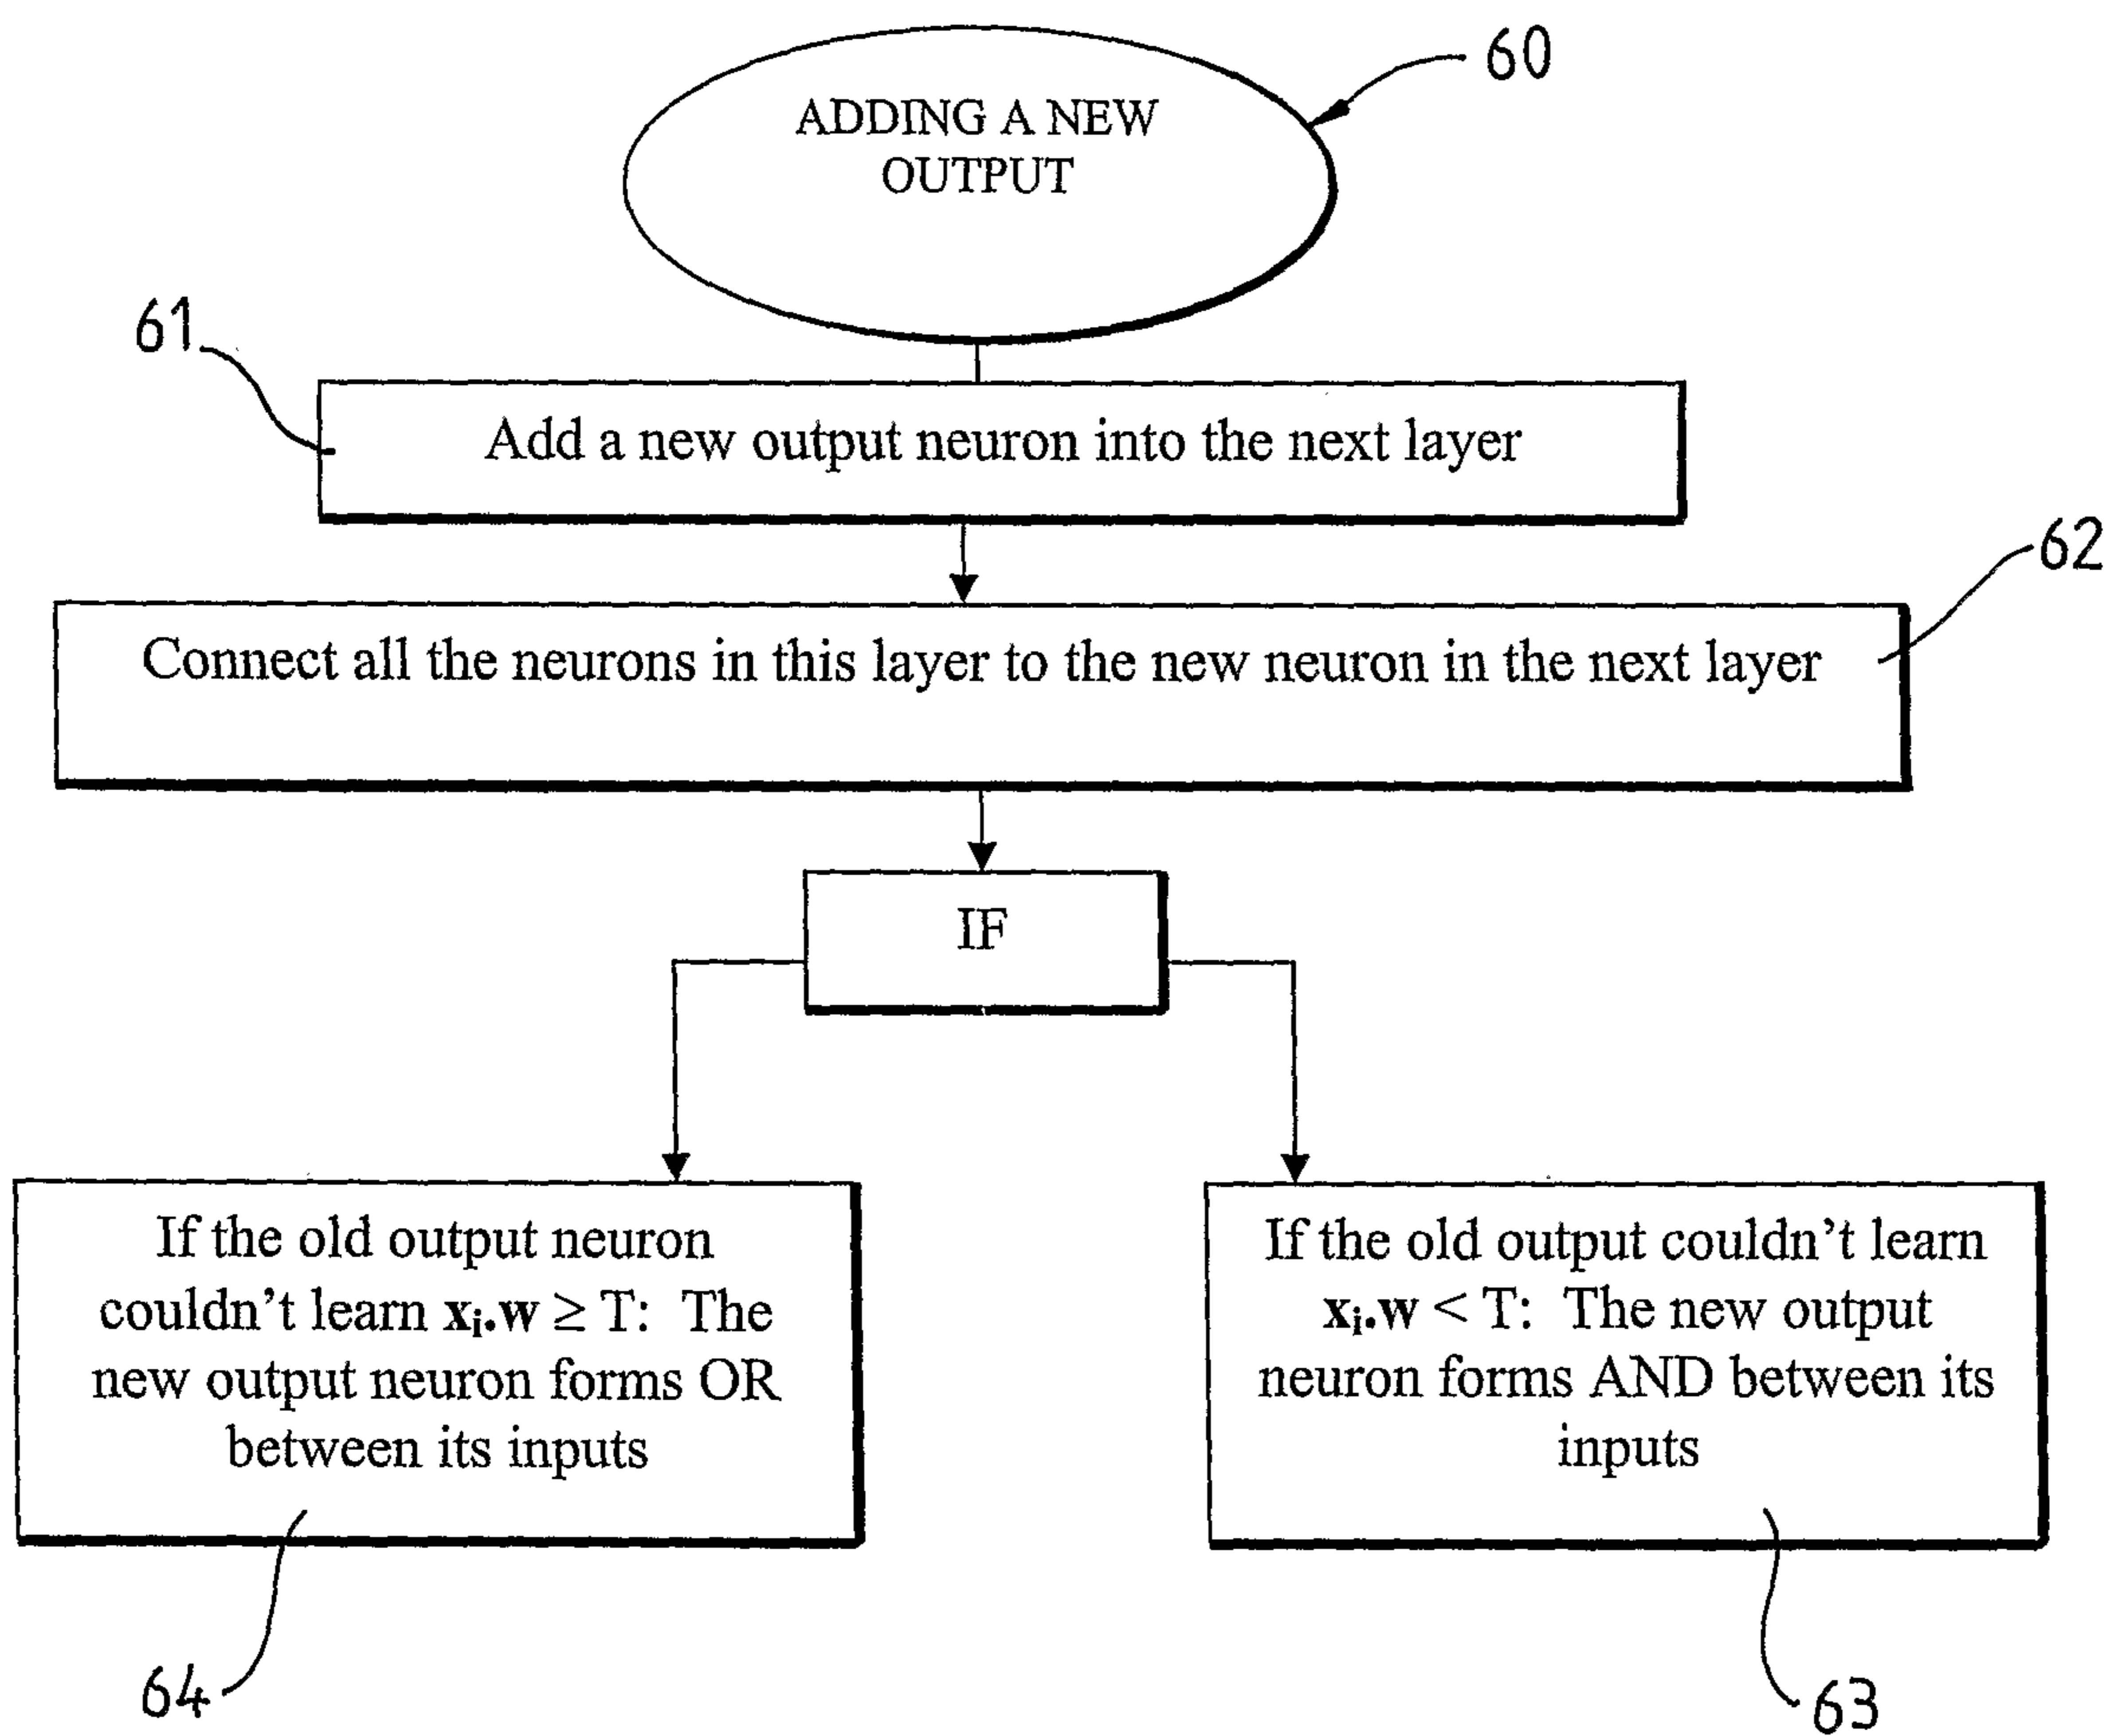 60
ADDING A NEW
OUTPUT
61
Add a new output neuron into the next layer
62
Connect all the neurons in this layer to the new neuron in the next layer
IF
If the old output neuron
couldn't learn xᵢ.w ≥ T: The
new output neuron forms OR
between its inputs
If the old output couldn't learn
xᵢ.w < T: The new output
neuron forms AND between its
inputs
64
63